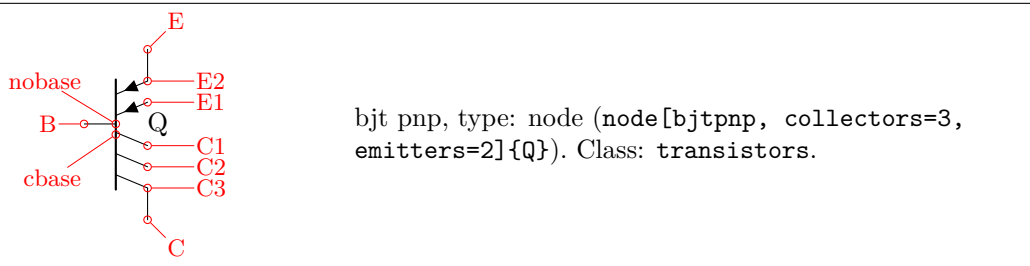 E
nobase
E2
E1
B
Q
C1
C2
cbase
C3
C
bjt pnp, type: node (node[bjtpnp, collectors=3,
emitters=2]{Q}). Class: transistors.